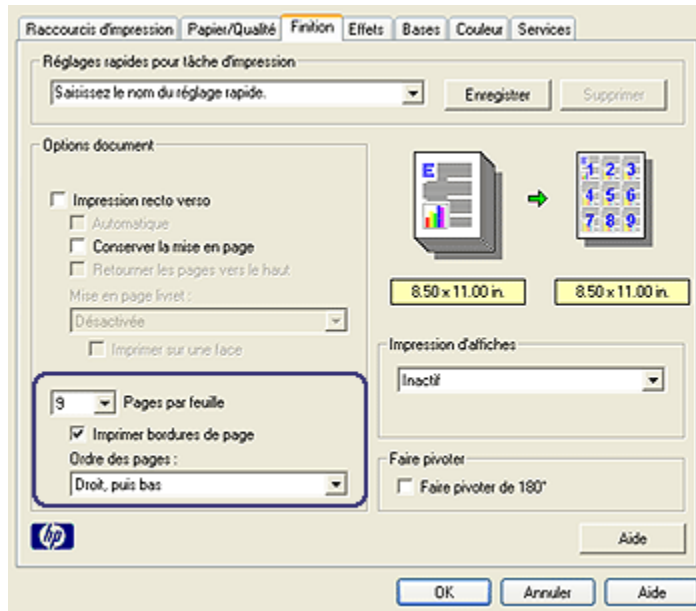 Raccourcis d'impression Papier/Qualité Finition Effets Bases Couleur Services
Réglages rapides pour tâche d'impression
Saisissez le nom du réglage rapide. Enregistrer Supprimer
Options document
Impression recto verso
Automatique
Conserver la mise en page
Retourner les pages vers le haut
Mise en page livret :
Désactivée
Imprimer sur une face
E
1 2 3
4 5 6
7 8 9
8.50 x 11.00 in. 8.50 x 11.00 in.
Impression d'affiches
Inactif
9 Pages par feuille
Imprimer bordures de page
Ordre des pages :
Droit, puis bas
Faire pivoter
Faire pivoter de 180°
hp
Aide
OK Annuler Aide